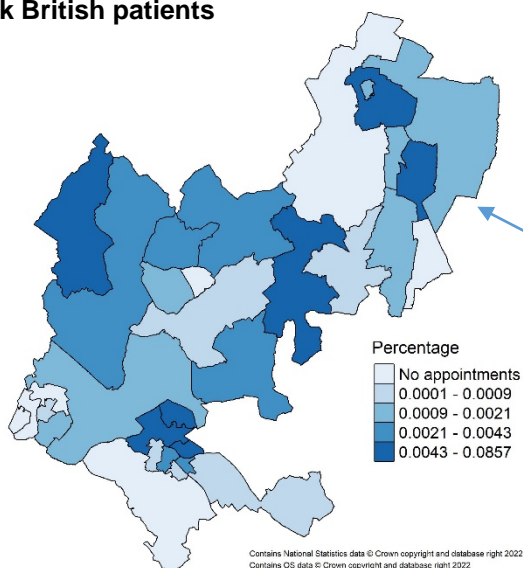 k British patients
Percentage
No appointments
0.0001 - 0.0009
0.0009 - 0.0021
0.0021 - 0.0043
0.0043 - 0.0857
Contains National Statistics data © Crown copyright and database right 2022
Contains OS data © Crown copyright and database right 2022